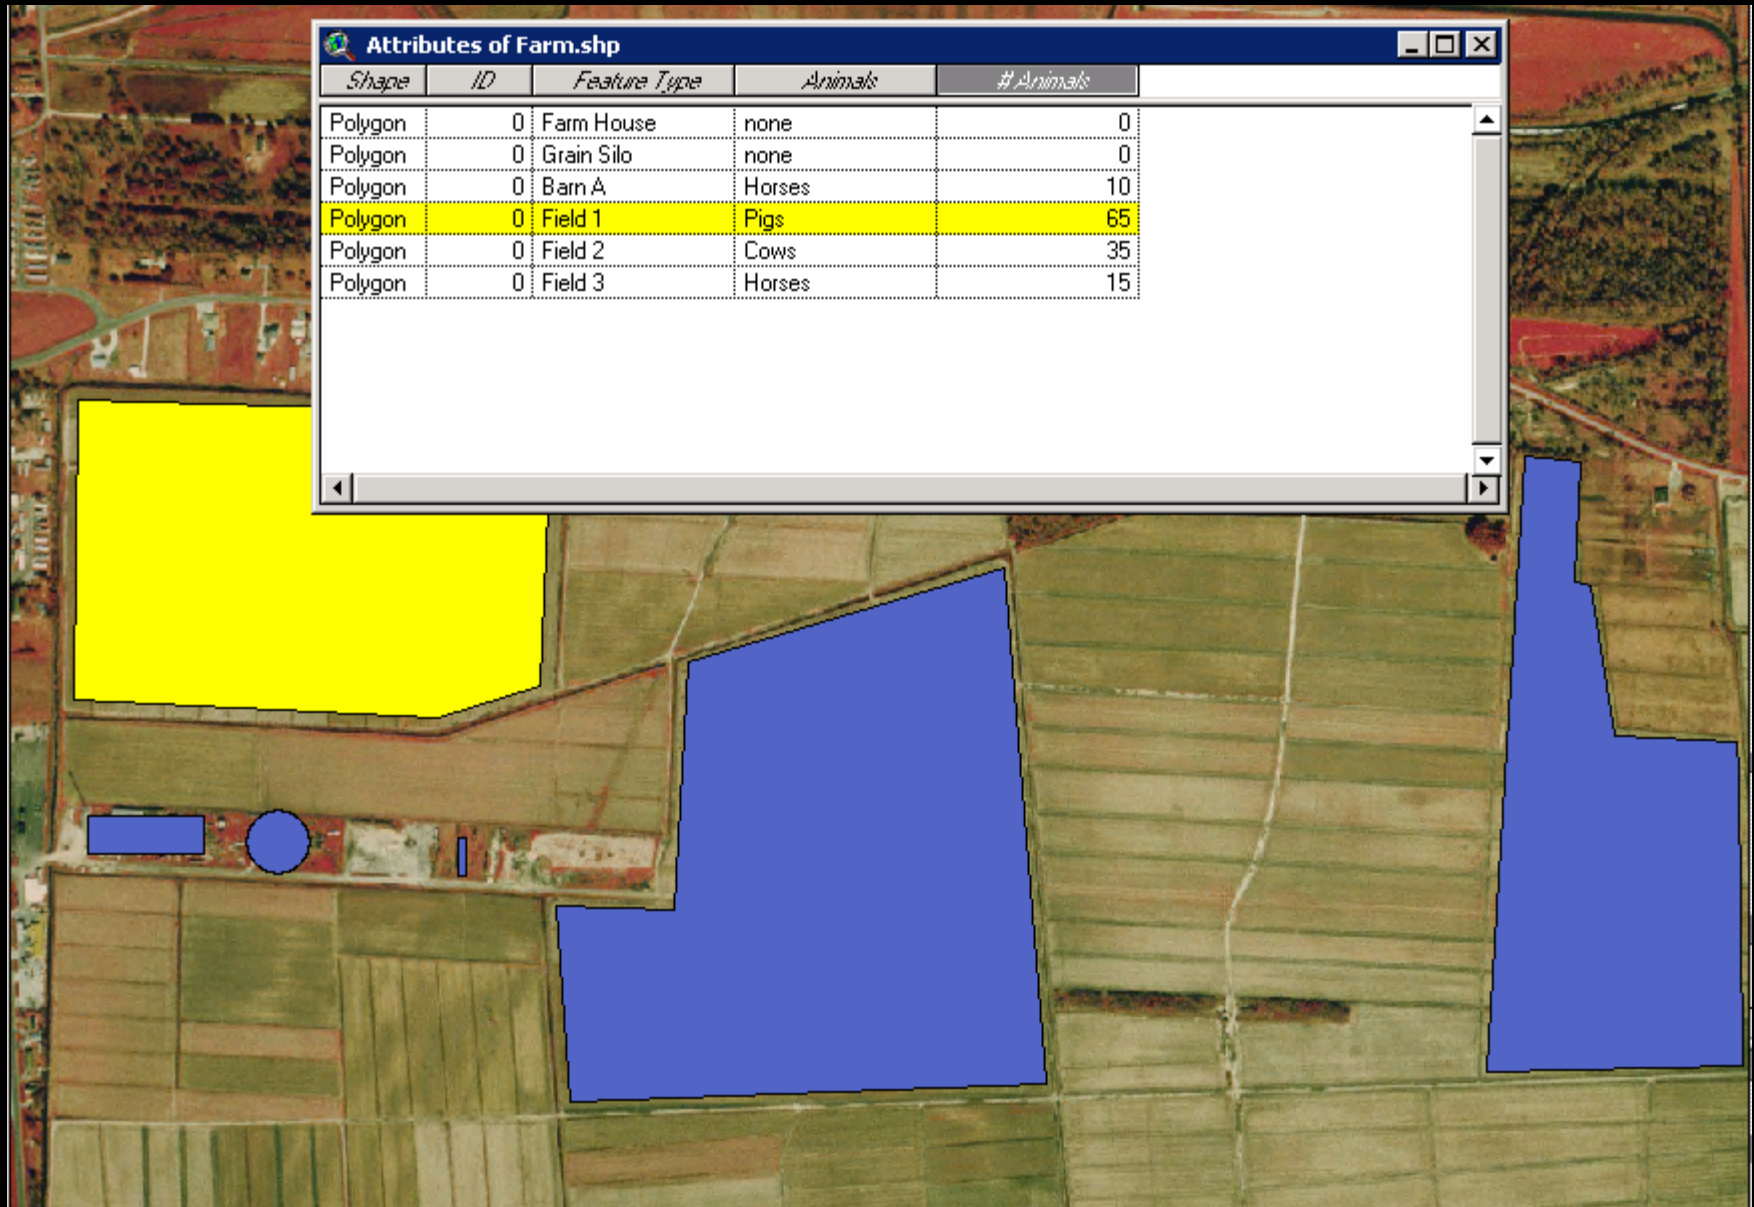 Attributes of Farm.shp
Shape ID Feature Type Animals # Animals
Polygon 0 Farm House none 0
Polygon 0 Grain Silo none 0
Polygon 0 Barn A Horses 10
Polygon 0 Field 1 Pigs 65
Polygon 0 Field 2 Cows 35
Polygon 0 Field 3 Horses 15